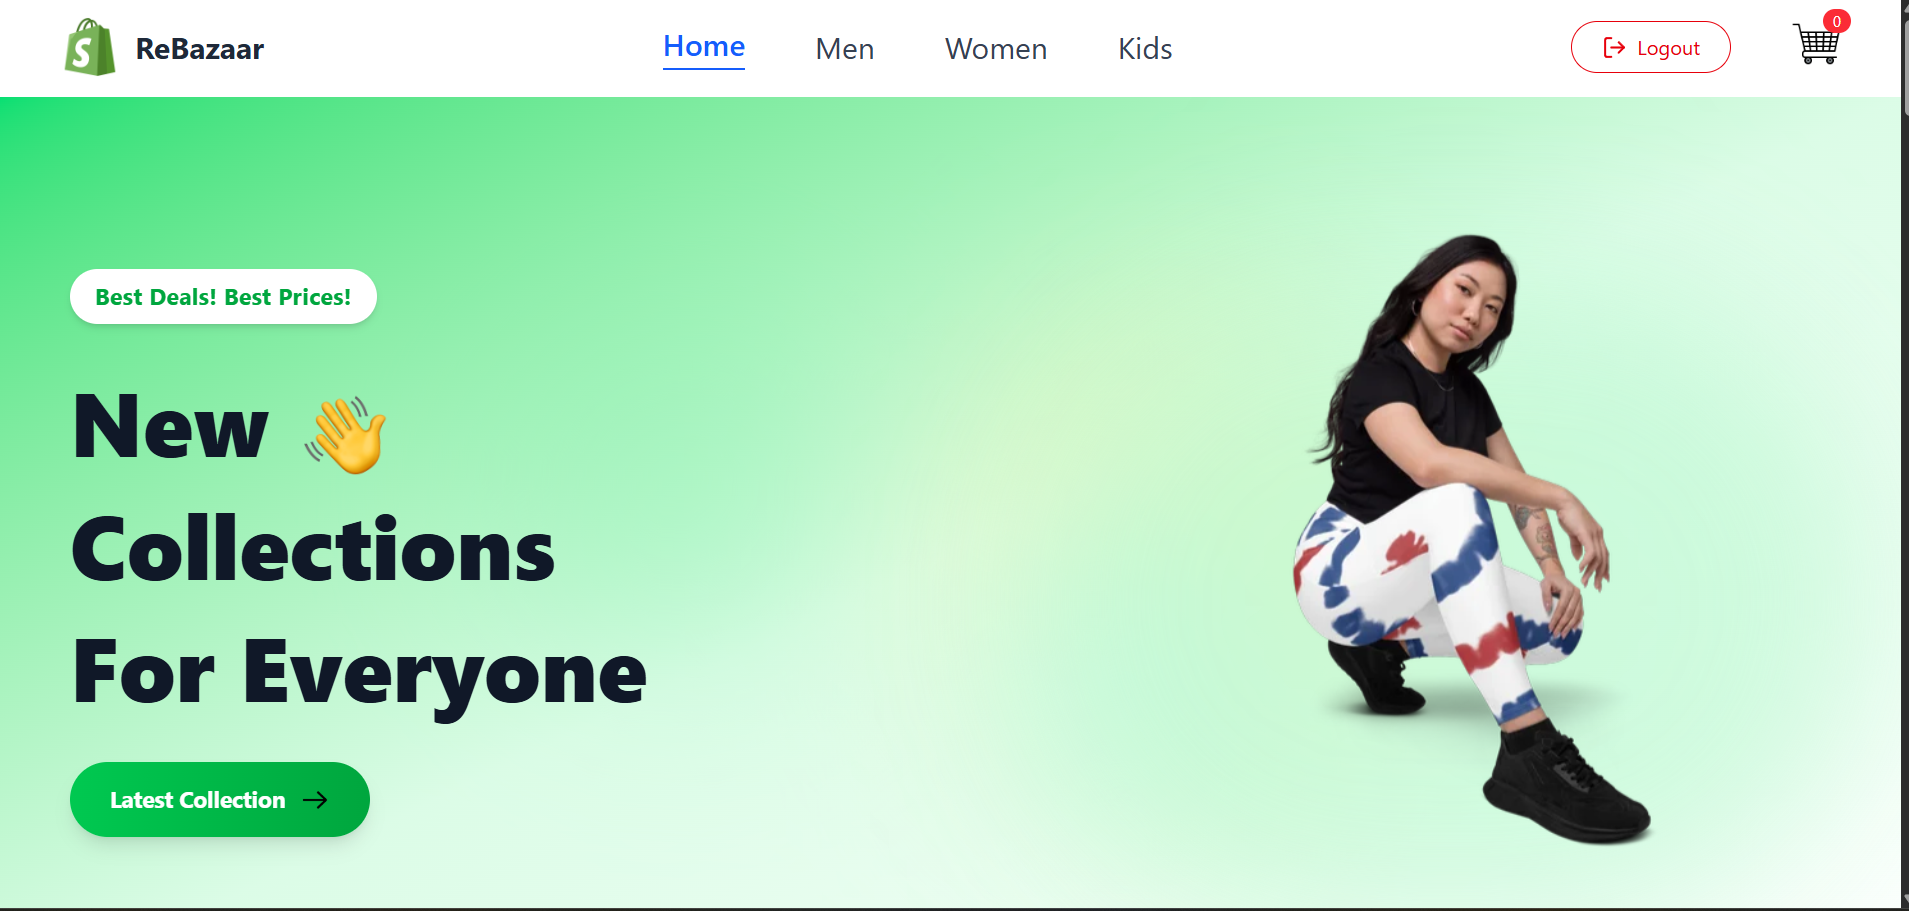 S
ReBazaar
Home
Men
Women
Kids
Logout
0
Best Deals! Best Prices!
New 👋
Collections
For Everyone
Latest Collection →